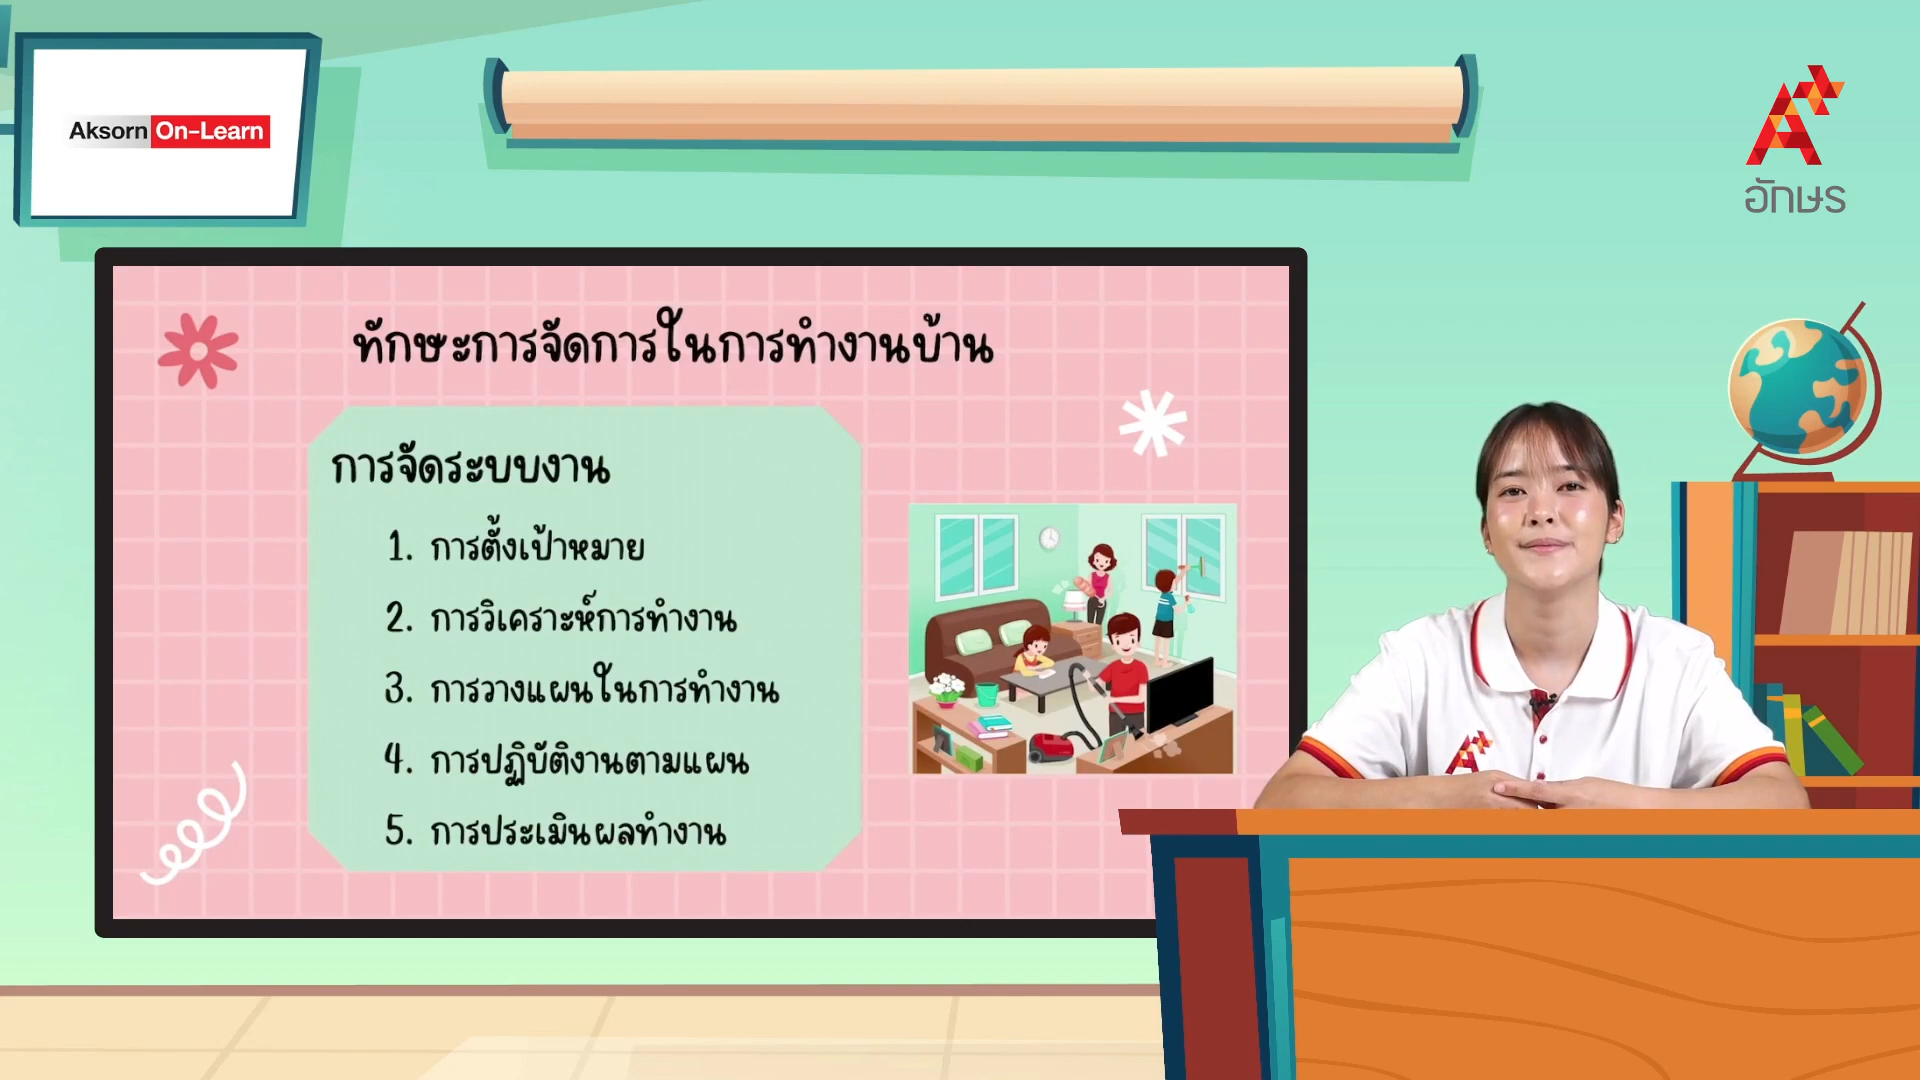 Aksorn On-Learn
อักษร
ทักษะการจัดการในการทำงานบ้าน
การจัดระบบงาน
1. การตั้งเป้าหมาย
2. การวิเคราะห์การทำงาน
3. การวางแผนในการทำงาน
4. การปฏิบัติงานตามแผน
5. การประเมินผลทำงาน